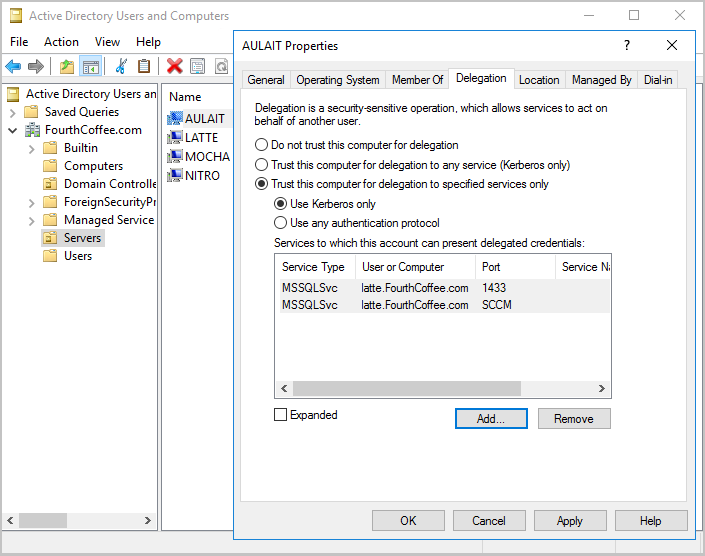 Active Directory Users and Computers
File Action View Help
Active Directory Users an
Saved Queries
FourthCoffee.com
Builtin
Computers
Domain Controlle
ForeignSecurityPr
Managed Service
Servers
Users
Name
AULAIT
LATTE
MOCHA
NITRO
AULAIT Properties
?
General Operating System Member Of Delegation Location Managed By Dial-in
Delegation is a security-sensitive operation, which allows services to act on
behalf of another user.
Do not trust this computer for delegation
Trust this computer for delegation to any service (Kerberos only)
Trust this computer for delegation to specified services only
Use Kerberos only
Use any authentication protocol
Services to which this account can present delegated credentials:
Service Type User or Computer Port Service Na
MSSQLSvc latte.FourthCoffee.com 1433
MSSQLSvc latte.FourthCoffee.com SCCM
Expanded
Add... Remove
OK Cancel Apply Help